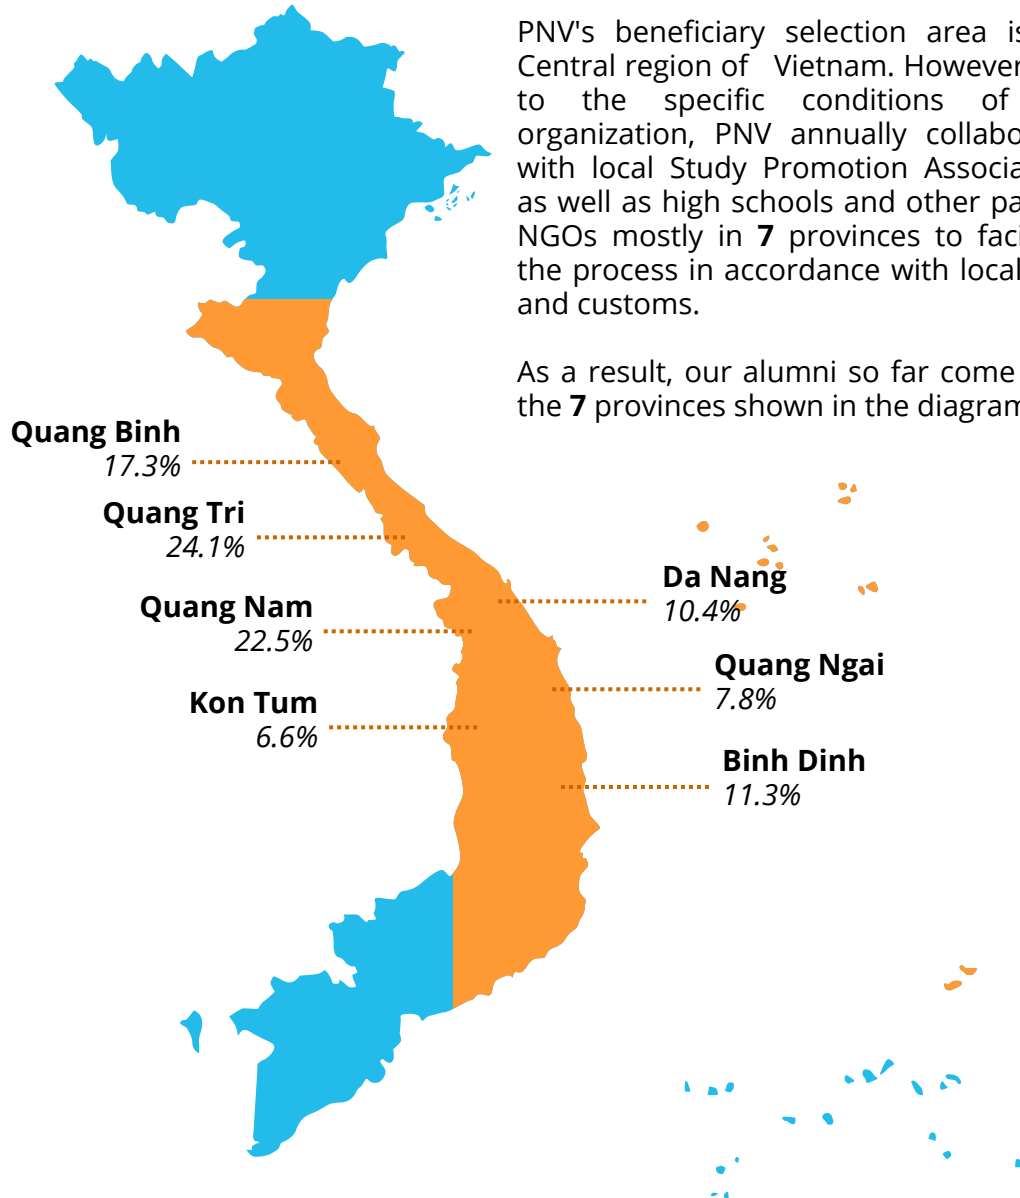 PNV's beneficiary selection area is
Central region of Vietnam. However
to the specific conditions of
organization, PNV annually collabo
with local Study Promotion Associa
as well as high schools and other pa
NGOs mostly in 7 provinces to faci
the process in accordance with local
and customs.
As a result, our alumni so far come
the 7 provinces shown in the diagram
Quang Binh
17.3%
Quang Tri
24.1%
Quang Nam
22.5%
Kon Tum
6.6%
Da Nang
10.4%
Quang Ngai
7.8%
Binh Dinh
11.3%